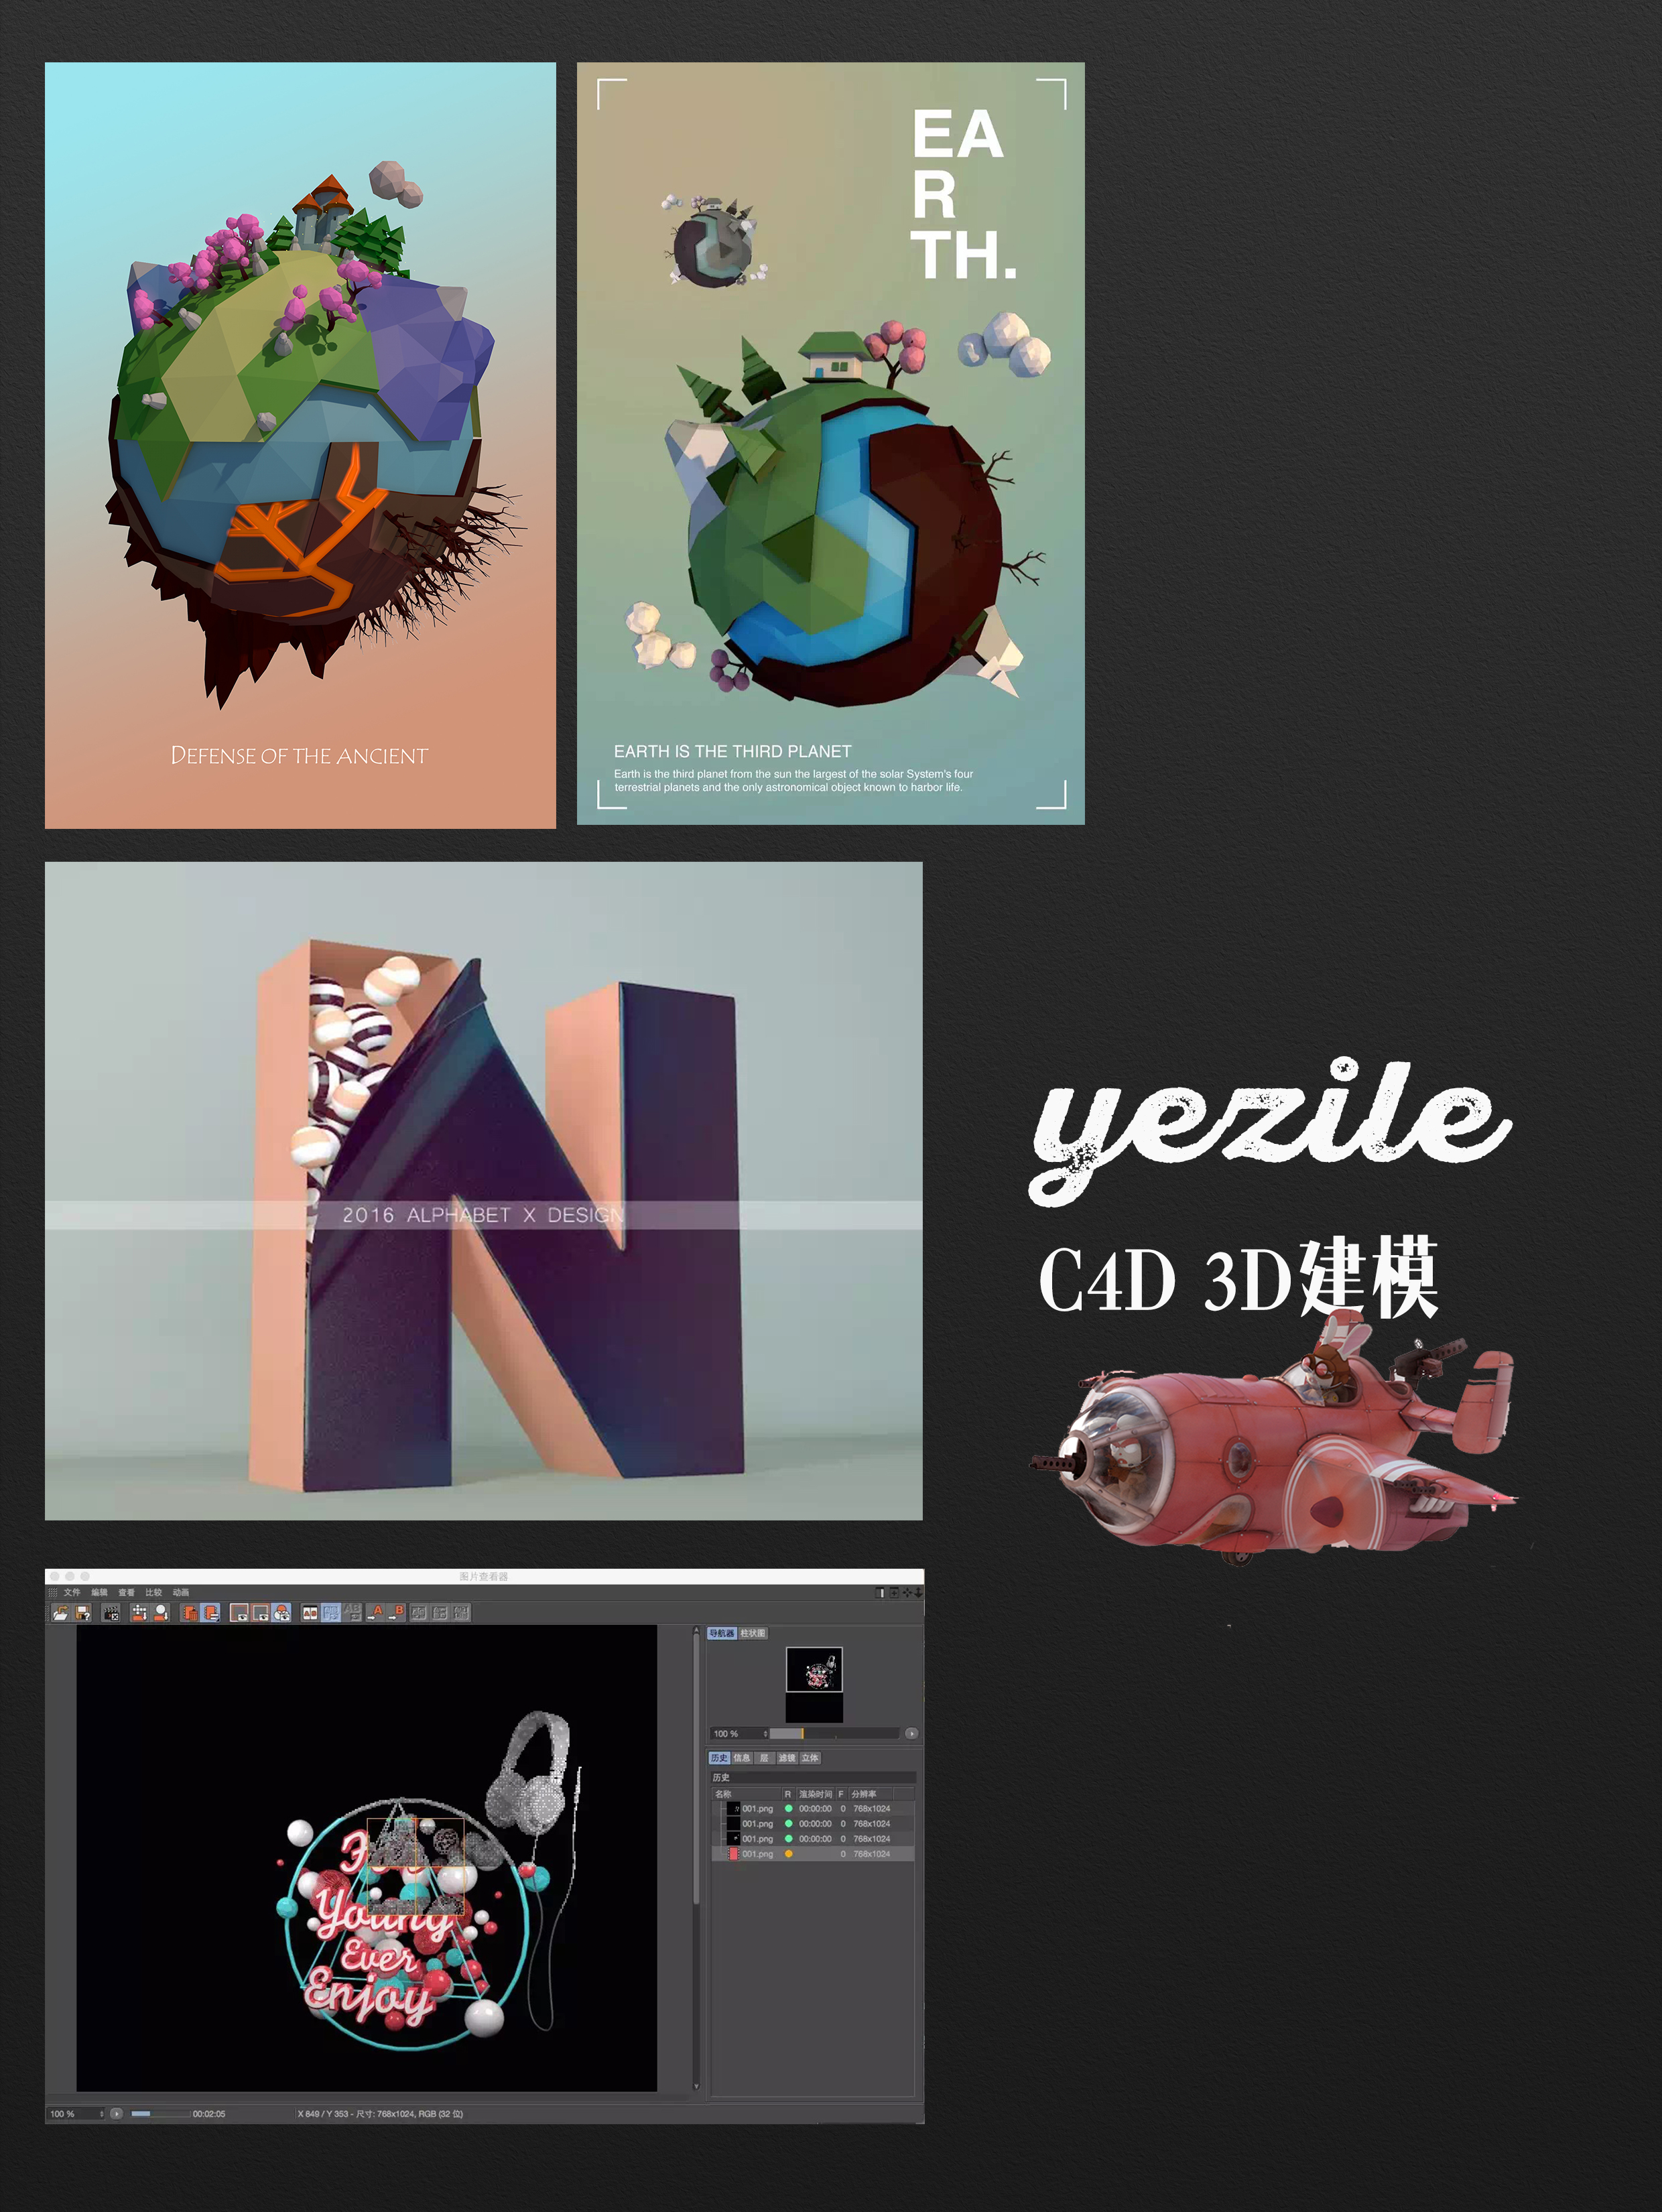 EA
R
TH.
DEFENSE OF THE ANCIENT
EARTH IS THE THIRD PLANET
Earth is the third planet from the sun the largest of the solar System's four
terrestrial planets and the only astronomical object known to harbor life.
2016 ALPHABET X DESIGN
yezile
C4D 3D建模
图片查看器
文件 编辑 查看 比较 动画
导航器 柱状图
100 %
历史 信息 层 滤镜 立体
历史
名称 R 渲染时间 F 分辨率
001.png 00:00:00 0 768x1024
001.png 00:00:00 0 768x1024
001.png 00:00:00 0 768x1024
001.png 0 768x1024
Young
Ever
Enjoy
100 % 00:02:05 X 849 / Y 353 - 尺寸: 768x1024, RGB (32 位)